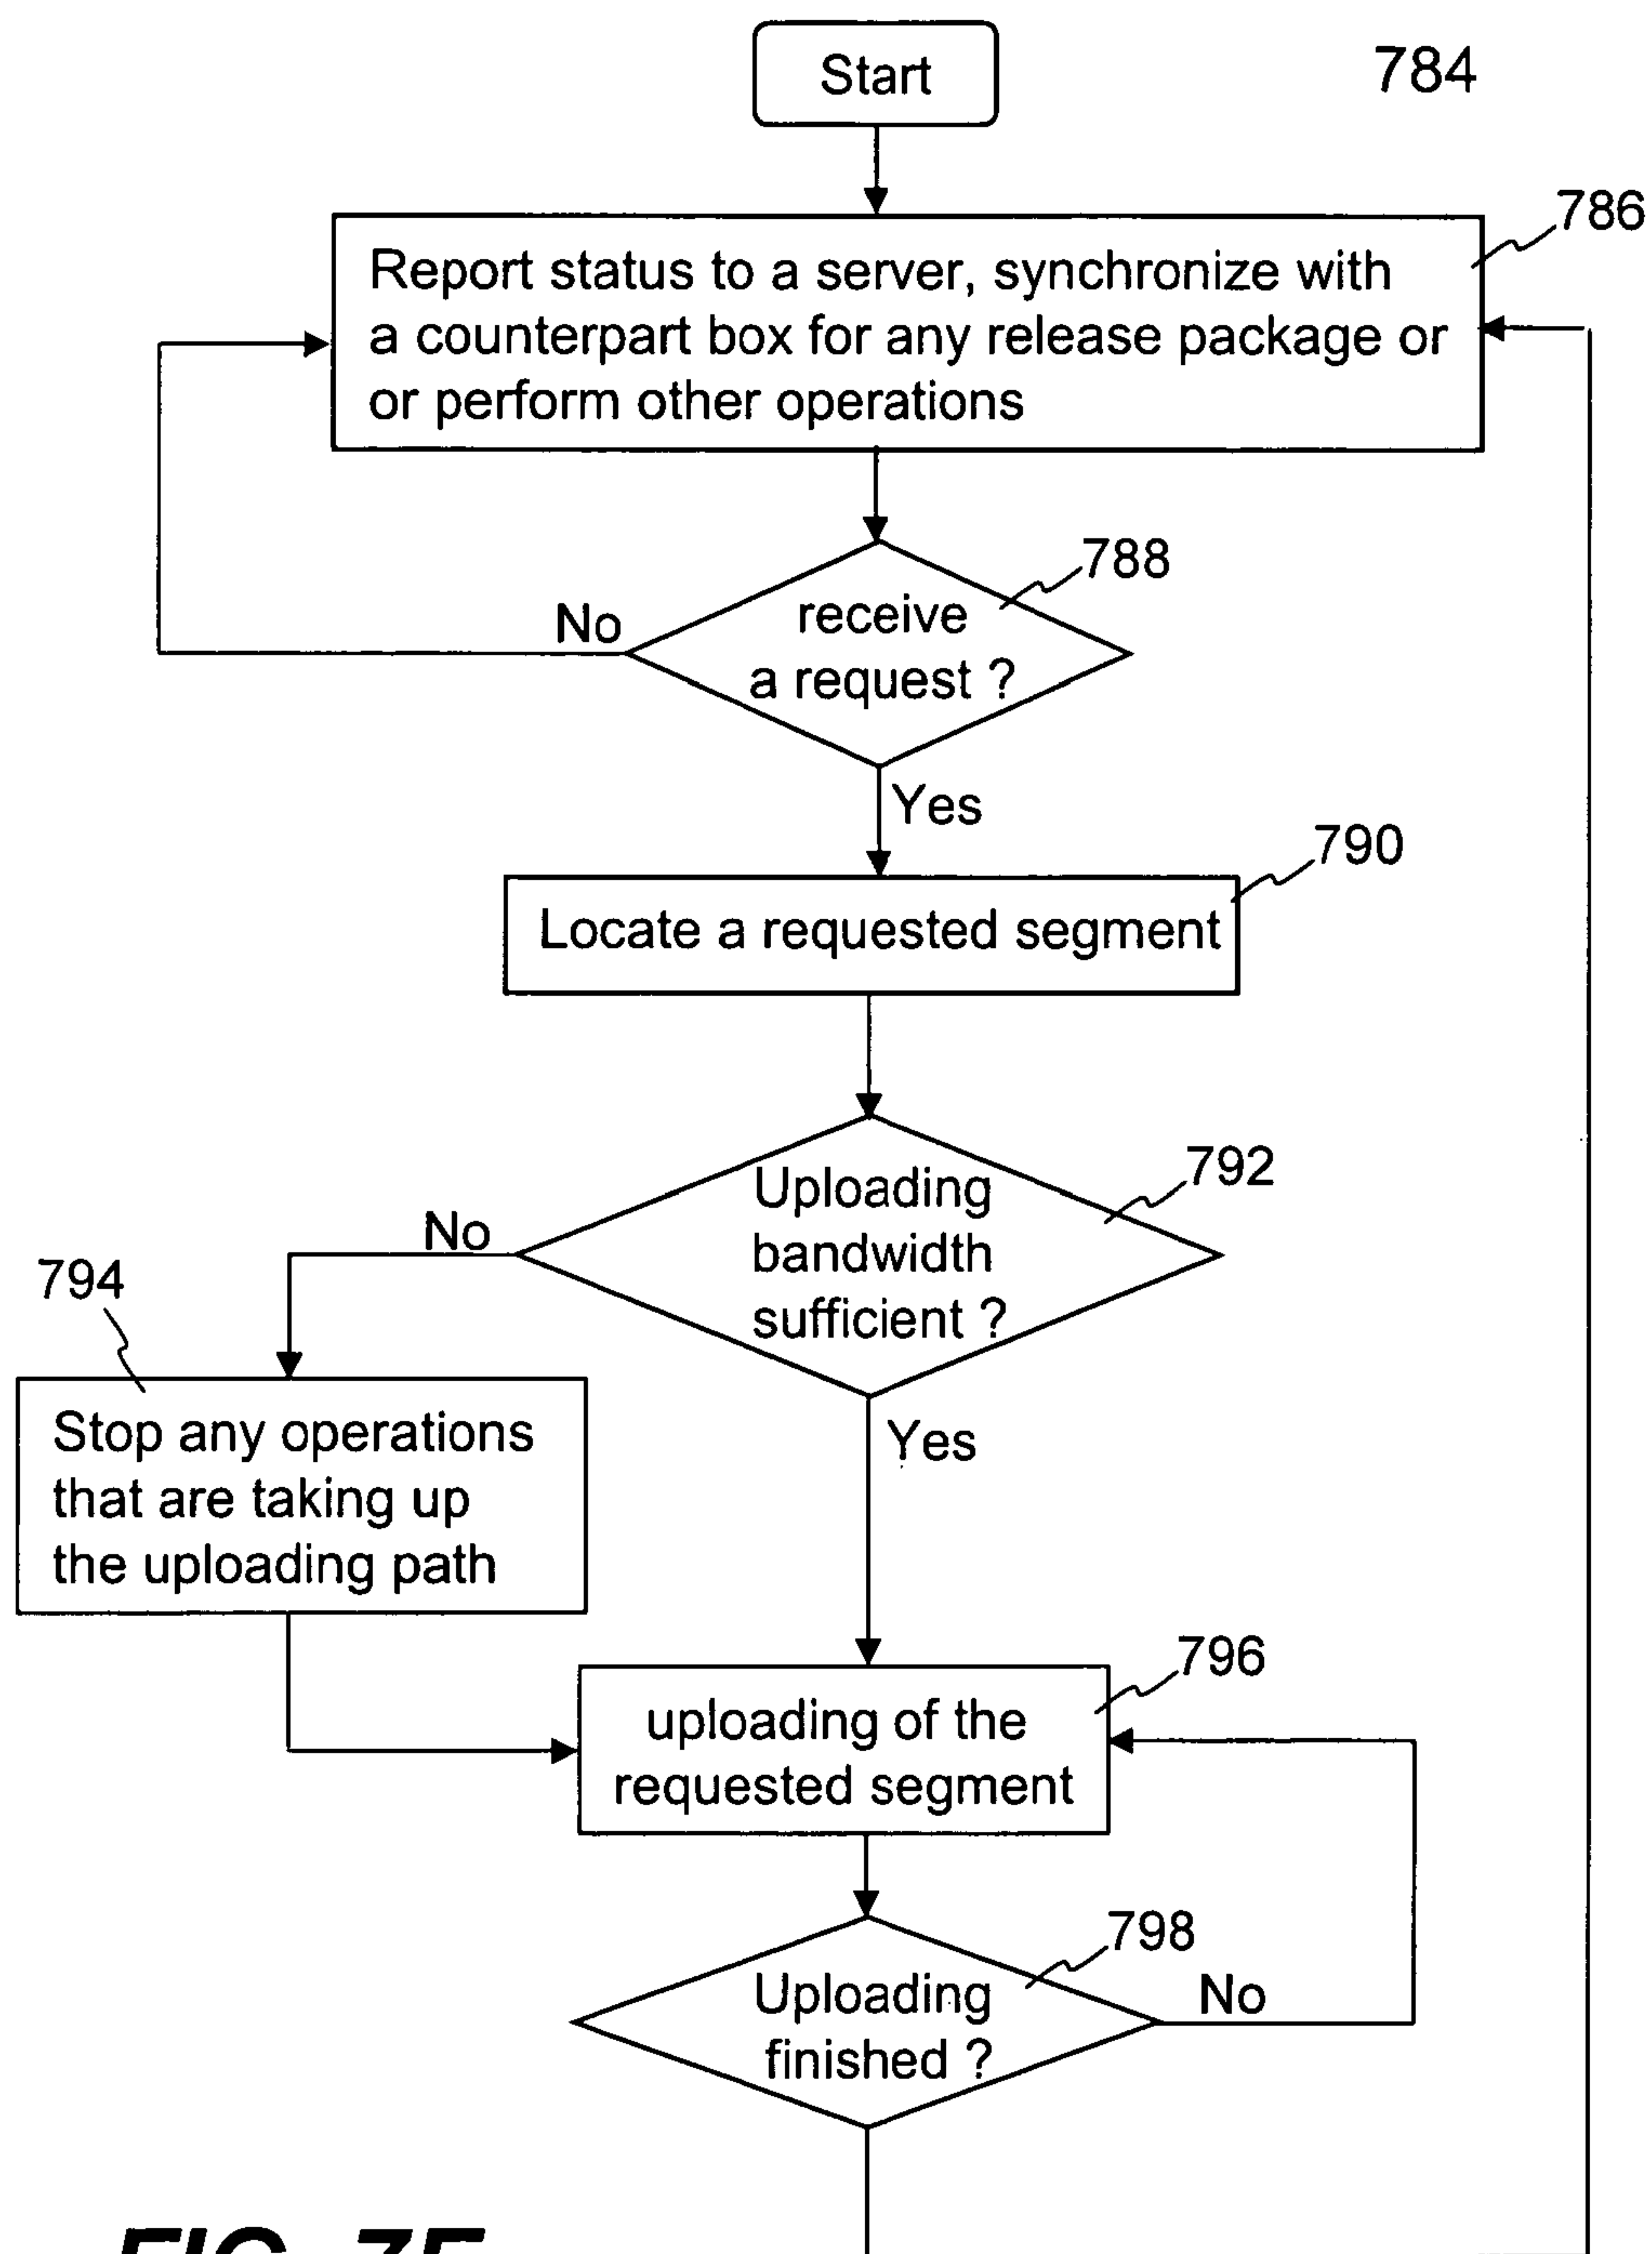 Start
784
786
Report status to a server, synchronize with
a counterpart box for any release package or
or perform other operations
788
receive
a request ?
No
Yes
790
Locate a requested segment
792
Uploading
bandwidth
sufficient ?
No
794
Yes
Stop any operations
that are taking up
the uploading path
796
uploading of the
requested segment
798
Uploading
finished ?
No